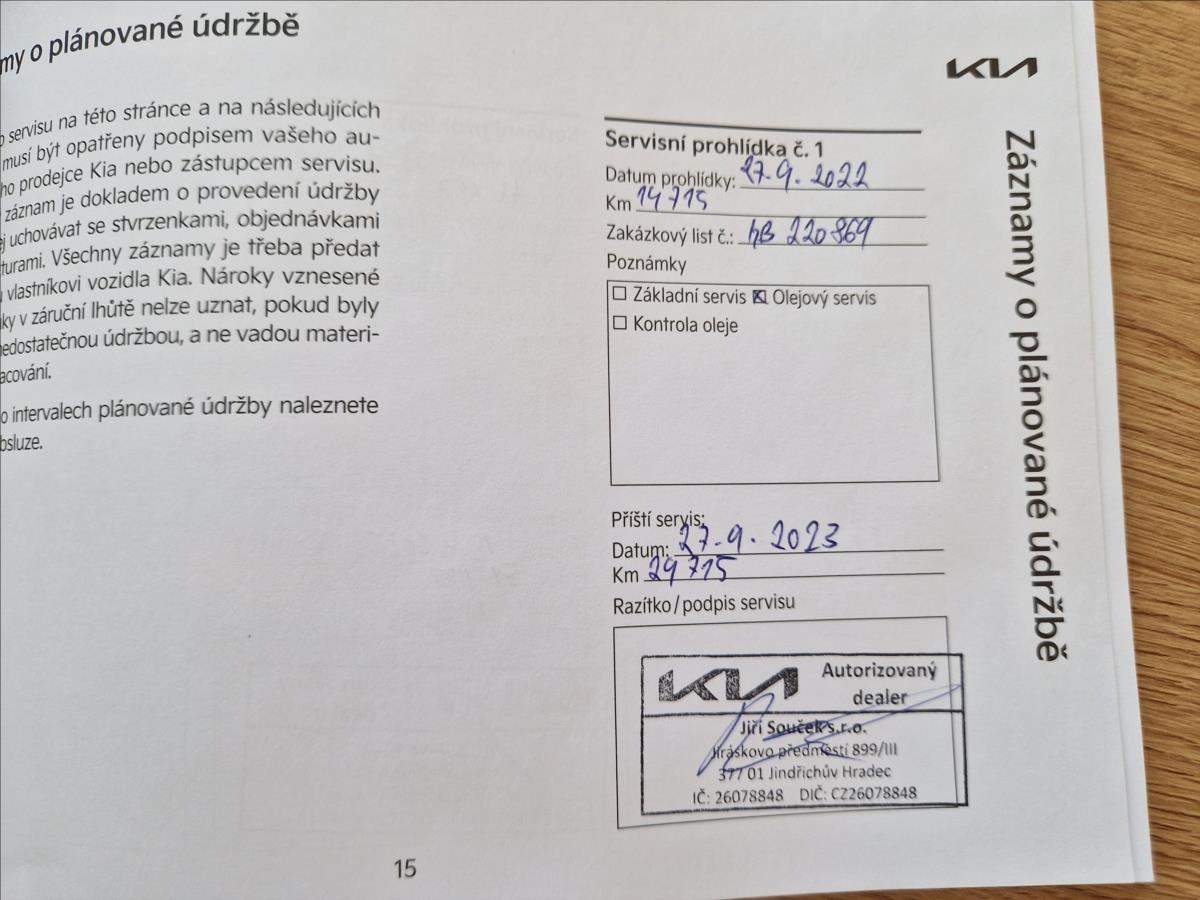 my o plánované údržbě
servisu na této stránce a na následujících
musí být opatřeny podpisem vašeho au-
ho prodejce Kia nebo zástupcem servisu.
záznam je dokladem o provedení údržby
uchovávat se stvrzenkami, objednávkami
turami. Všechny záznamy je třeba předat
vlastníkovi vozidla Kia. Nároky vznesené
ky v záruční lhůtě nelze uznat, pokud byly
nedostatečnou údržbou, a ne vadou materi-
acování.
o intervalech plánované údržby naleznete
bsluze.
KIA
Servisní prohlídka č. 1
Datum prohlídky: 27.9.2022
Km 14715
Zakázkový list č.: hB 220869
Poznámky
Základní servis Olejový servis
Kontrola oleje
Příští servis:
Datum: 27.9.2023
Km 29715
Razítko/podpis servisu
KIA Autorizovaný
dealer
Jiří Souček s.r.o.
Hráskovo předměstí 899/III
377 01 Jindřichův Hradec
IČ: 26078848 DIČ: CZ26078848
Záznamy o plánované údržbě
15